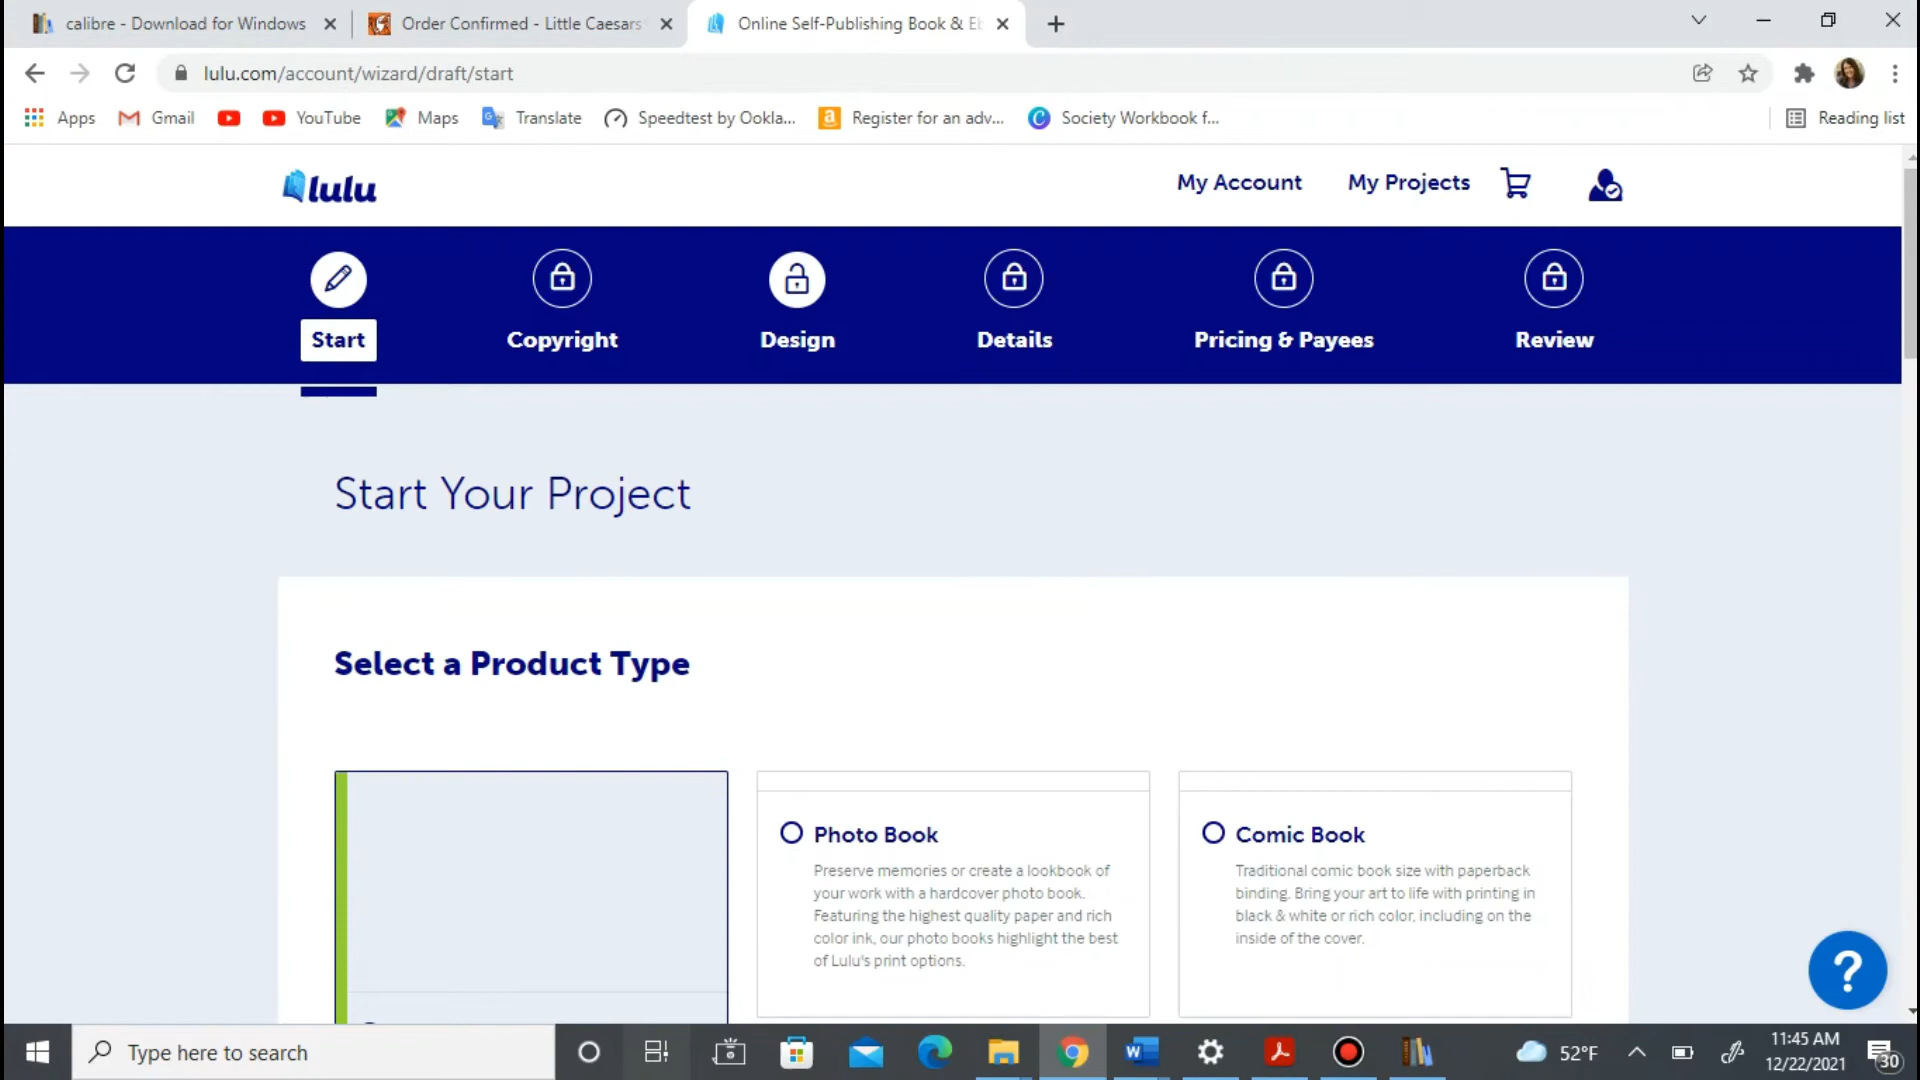 calibre - Download for Windows
Order Confirmed - Little Caesars
Online Self-Publishing Book & Eb
lulu.com/account/wizard/draft/start
Apps
Gmail
YouTube
Maps
Translate
Speedtest by Ookla...
Register for an adv...
Society Workbook f...
Reading list
lulu
My Account
My Projects
Start
Copyright
Design
Details
Pricing & Payees
Review
Start Your Project
Select a Product Type
Photo Book
Preserve memories or create a lookbook of
your work with a hardcover photo book.
Featuring the highest quality paper and rich
color ink, our photo books highlight the best
of Lulu's print options.
Comic Book
Traditional comic book size with paperback
binding. Bring your art to life with printing in
black & white or rich color, including on the
inside of the cover.
?
Type here to search
52°F
11:45 AM
12/22/2021
30